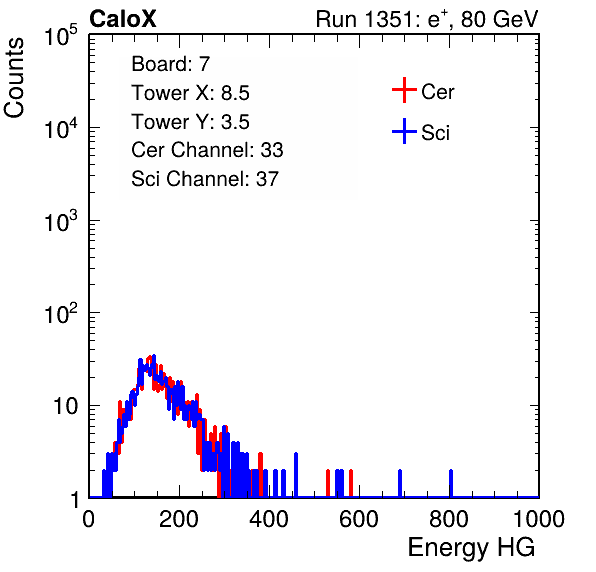 CaloX Run 1351: e⁺, 80 GeV
Counts
Board: 7
Tower X: 8.5
Tower Y: 3.5
Cer Channel: 33
Sci Channel: 37
Cer
Sci
10⁵
10⁴
10³
10²
10
1
0 200 400 600 800 1000
Energy HG